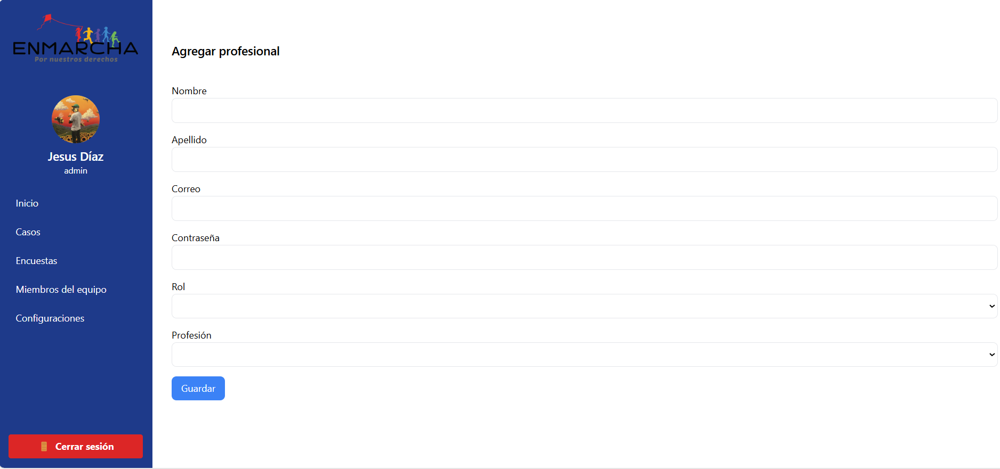 ENMARCHA
Por nuestros derechos
Jesus Díaz
admin
Inicio
Casos
Encuestas
Miembros del equipo
Configuraciones
Cerrar sesión
Agregar profesional
Nombre
Apellido
Correo
Contraseña
Rol
Profesión
Guardar